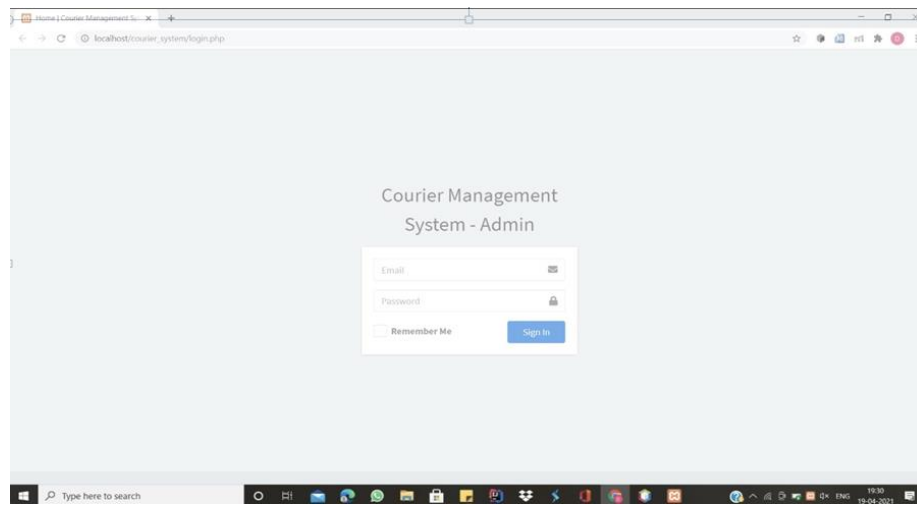 Home | Courier Management Sy
localhost/courier_system/login.php
Courier Management
System - Admin
Email
Password
Remember Me
Sign In
Type here to search
ENG
19:30
19-04-2021